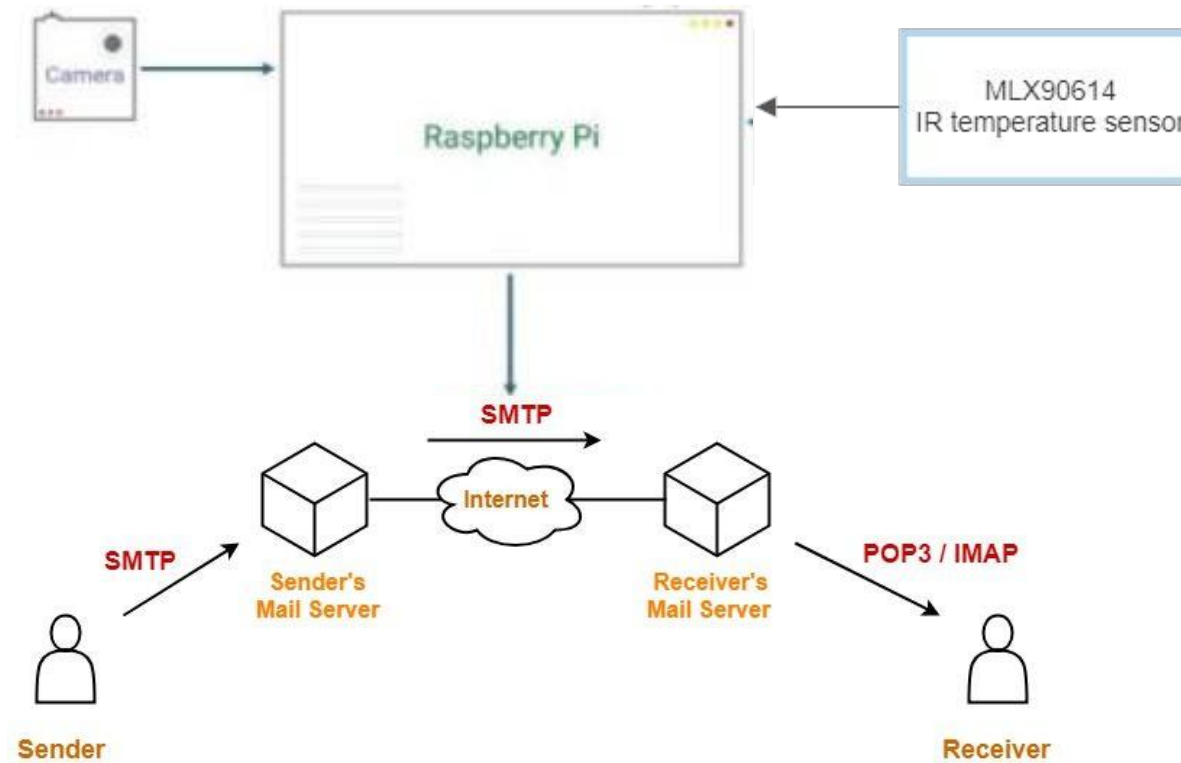 Camera
Raspberry Pi
MLX90614
IR temperature sensor
SMTP
Internet
SMTP
POP3 / IMAP
Sender's
Mail Server
Receiver's
Mail Server
Sender
Receiver